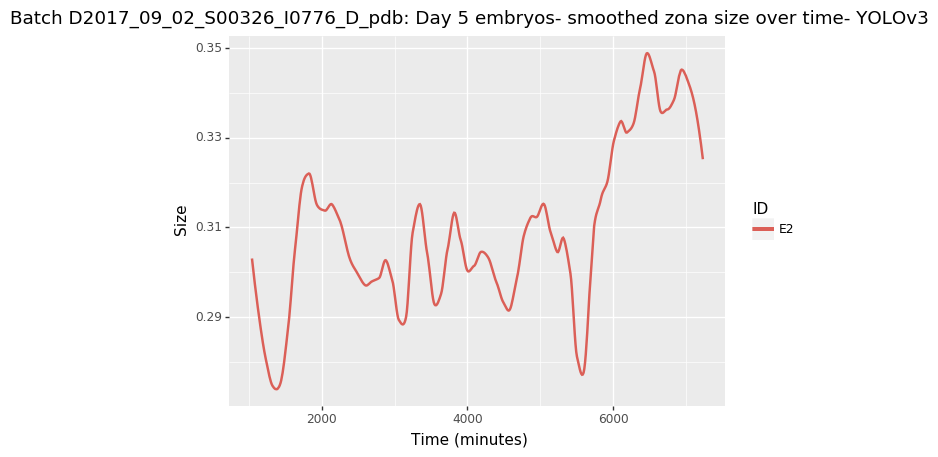 Batch D2017_09_02_S00326_I0776_D_pdb: Day 5 embryos- smoothed zona size over time- YOLOv3
0.35
0.33
0.31
0.29
Size
2000
4000
6000
Time (minutes)
ID
E2